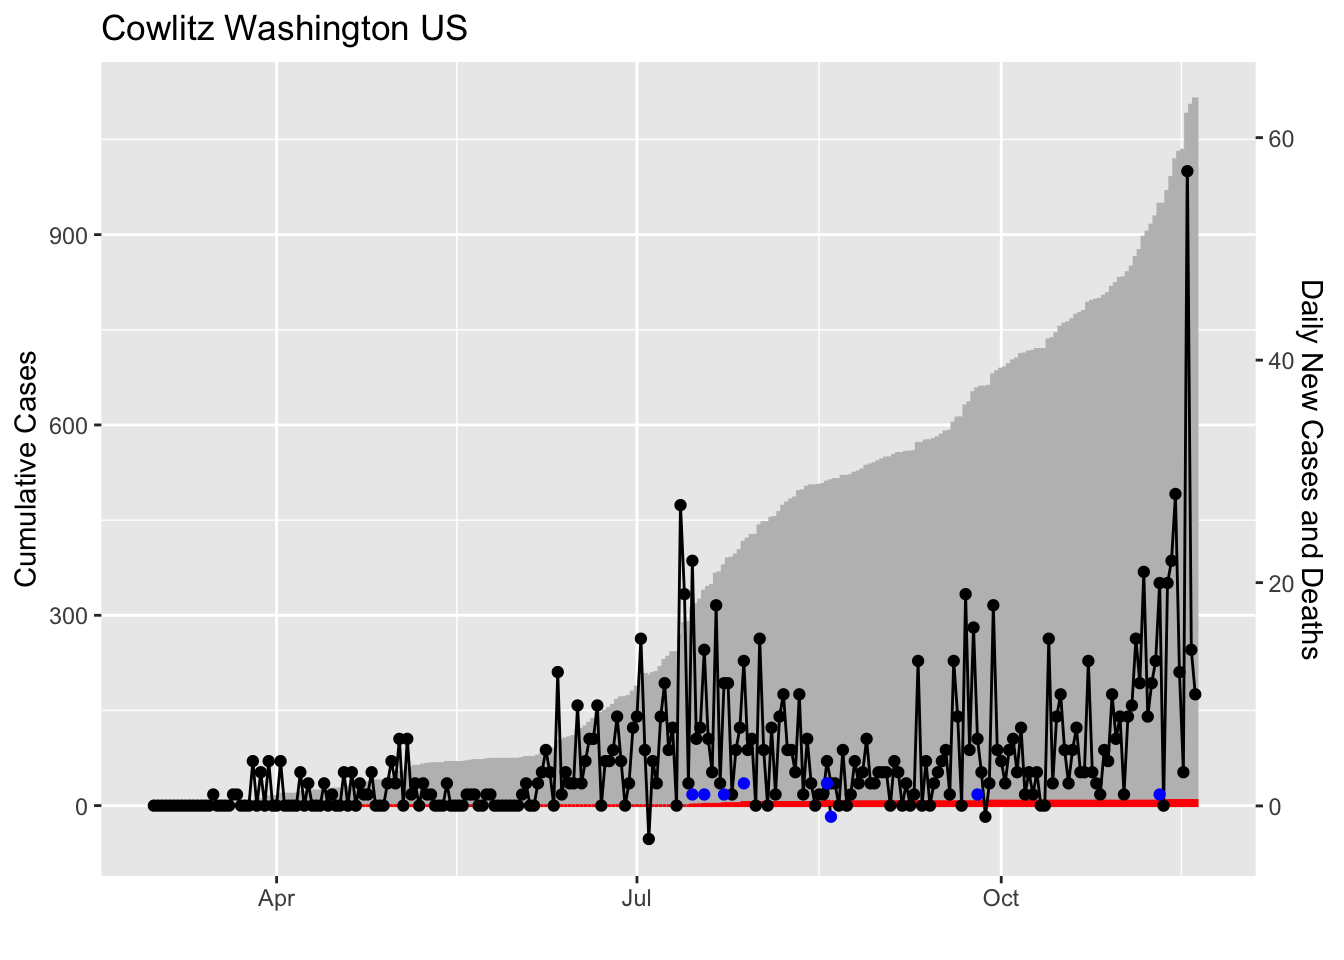 Cowlitz Washington US
Cumulative Cases
900
600
300
0
60
40
20
0
Daily New Cases and Deaths
Apr
Jul
Oct